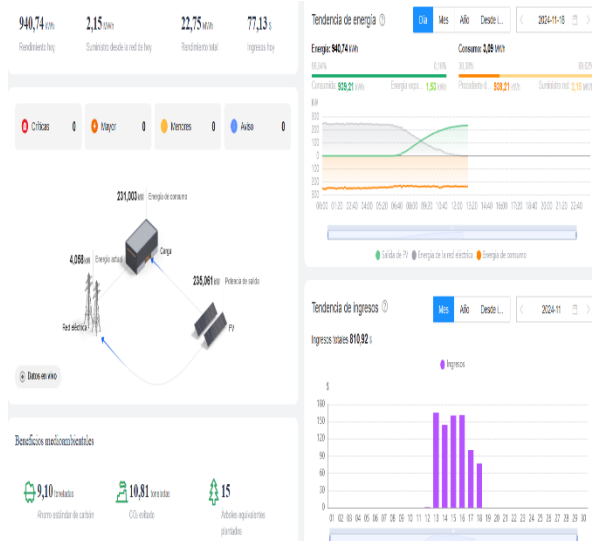 940,74 kWh
2,15 MWh
22,75 MWh
77,13 $
Rendimiento hoy
Suministro desde la red de hoy
Rendimiento total
Ingresos hoy
Críticas 0
Mayor 0
Menores 0
Aviso 0
231,003 kW Energía de consumo
Carga
4,058 kW Energía actual
235,061 kW Potencia de salida
Red eléctrica
PV
Datos en vivo
Beneficios medioambientales
9,10 toneladas
Ahorro estándar de carbón
10,81 toneladas
CO₂ evitado
15
Árboles equivalentes
plantados
Tendencia de energía
Día Mes Año Desde l...
2024-11-18
Energía: 940,74 kWh
Consumo: 3,09 MWh
Consumida: 939,21 kWh
Energía expo... 1,53 kWh
Procedente d... 939,21 kWh
Suministro red: 2,15 MWh
kW
300
200
100
0
100
200
300
00:00 01:20 02:40 04:00 05:20 06:40 08:00 09:20 10:40 12:00 13:20 14:40 16:00 17:20 18:40 20:00 21:20 22:40
Salida de PV Energía de la red eléctrica Energía de consumo
Tendencia de ingresos
Mes Año Desde l...
2024-11
Ingresos totales 810,92 $
Ingresos
$
180
150
120
90
60
30
0
01 02 03 04 05 06 07 08 09 10 11 12 13 14 15 16 17 18 19 20 21 22 23 24 25 26 27 28 29 30